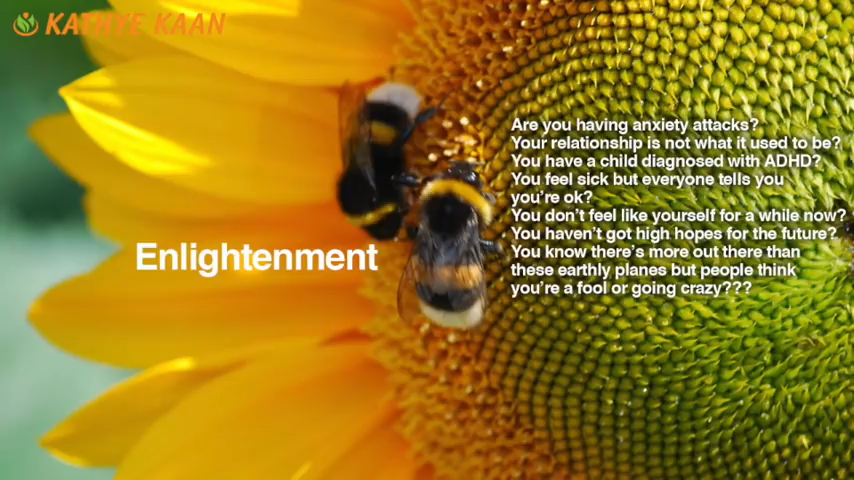 KATHYE KAAN
Enlightenment
Are you having anxiety attacks?
Your relationship is not what it used to be?
You have a child diagnosed with ADHD?
You feel sick but everyone tells you
you're ok?
You don't feel like yourself for a while now?
You haven't got high hopes for the future?
You know there's more out there than
these earthly planes but people think
you're a fool or going crazy???